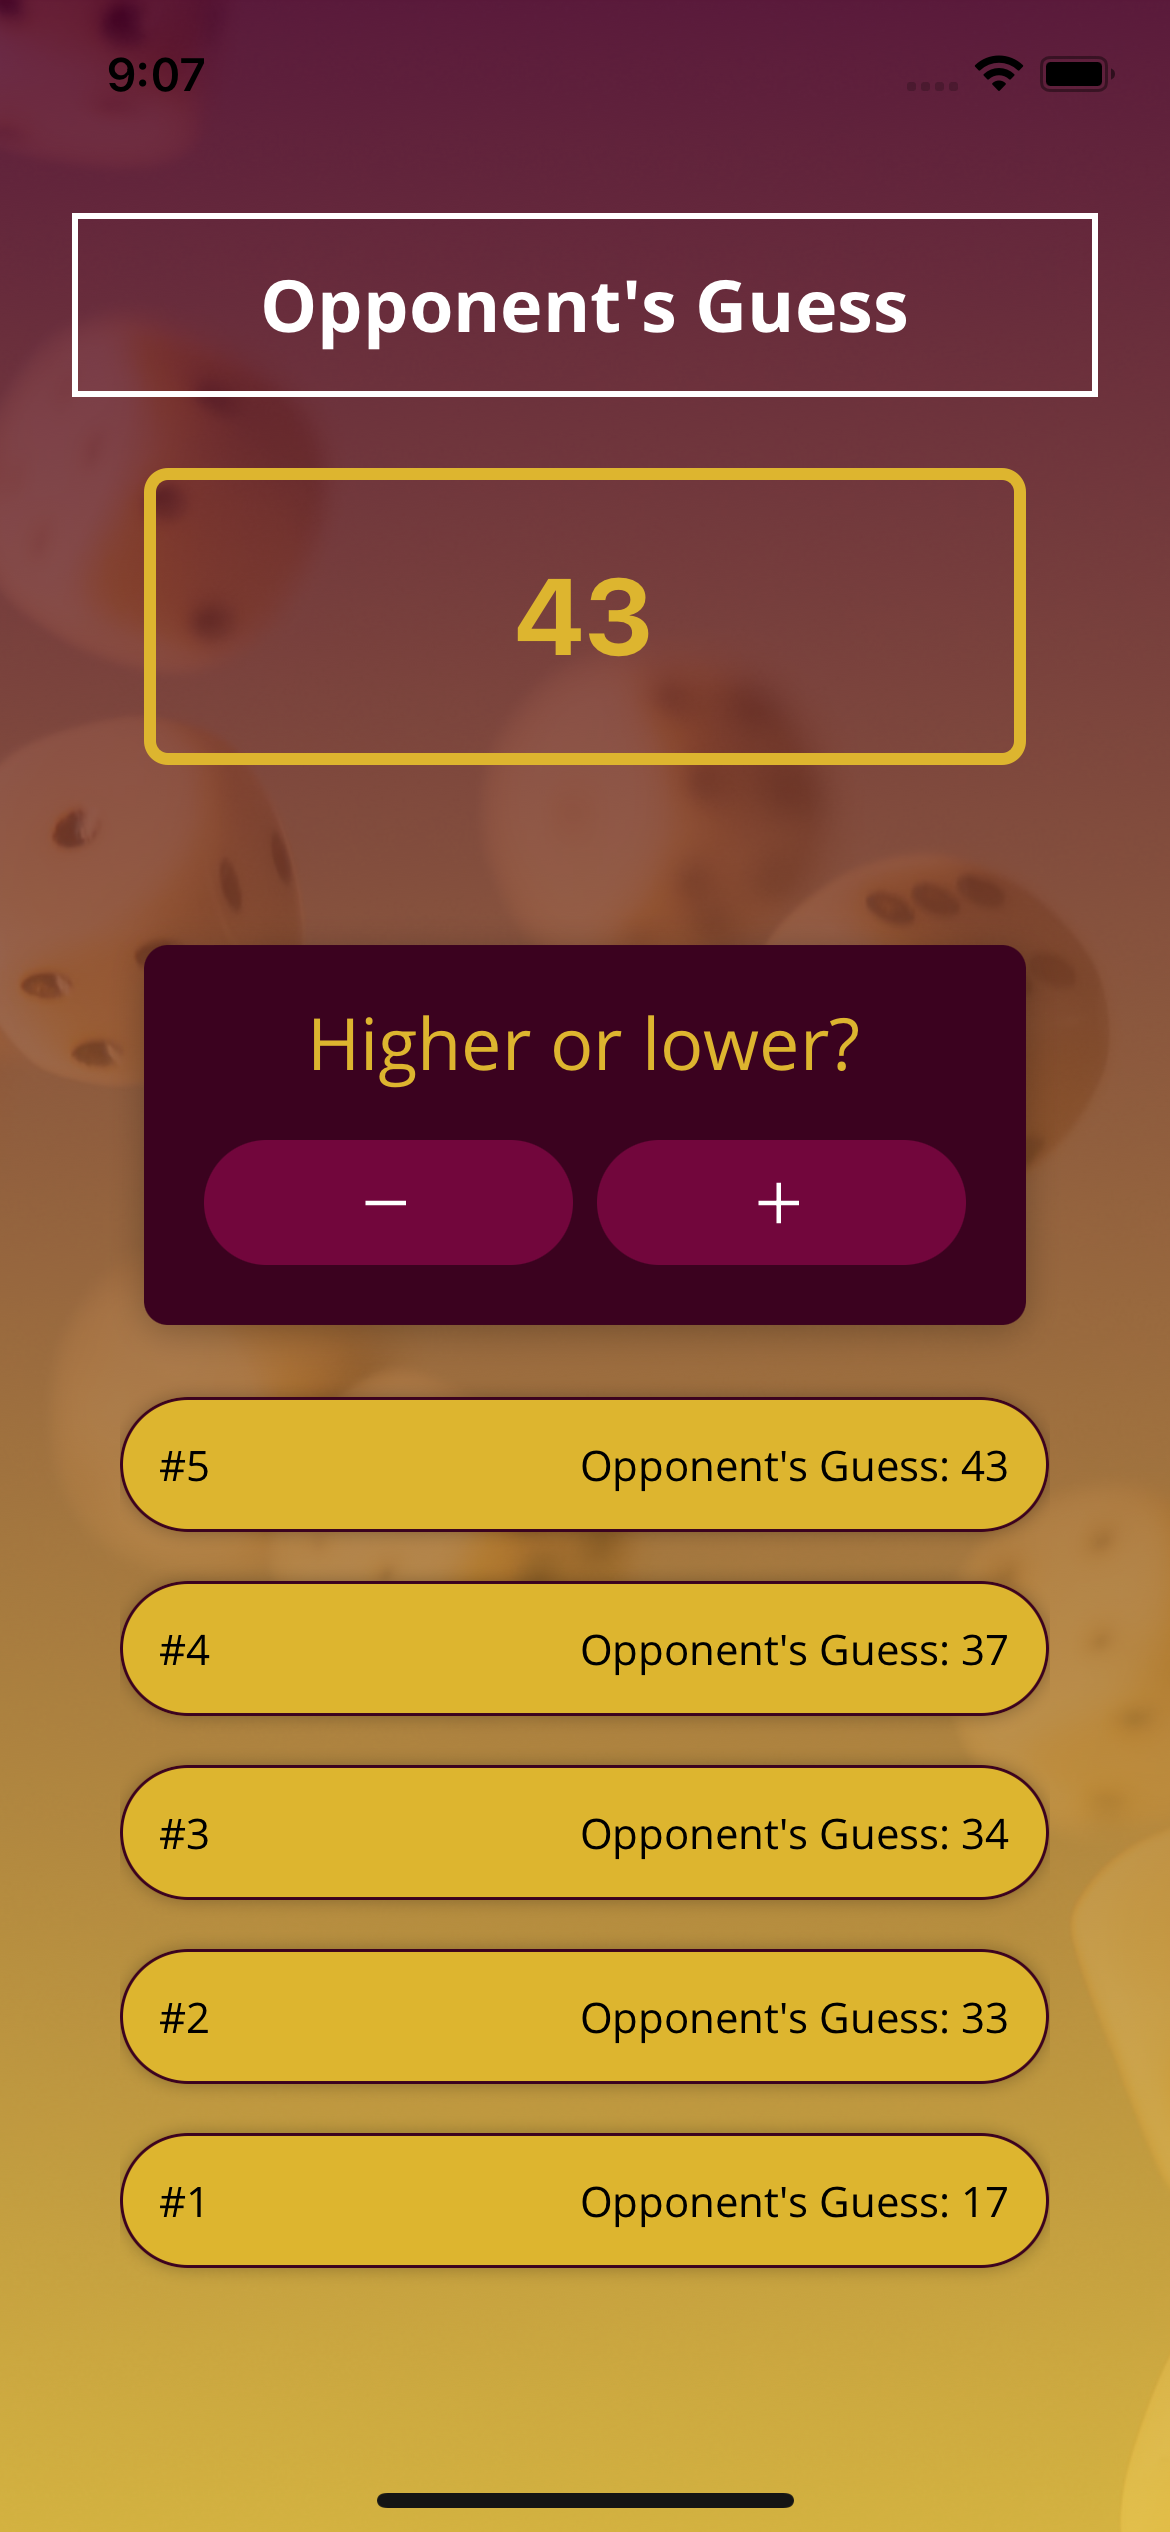 9:07
Opponent's Guess
43
Higher or lower?
− +
#5 Opponent's Guess: 43
#4 Opponent's Guess: 37
#3 Opponent's Guess: 34
#2 Opponent's Guess: 33
#1 Opponent's Guess: 17